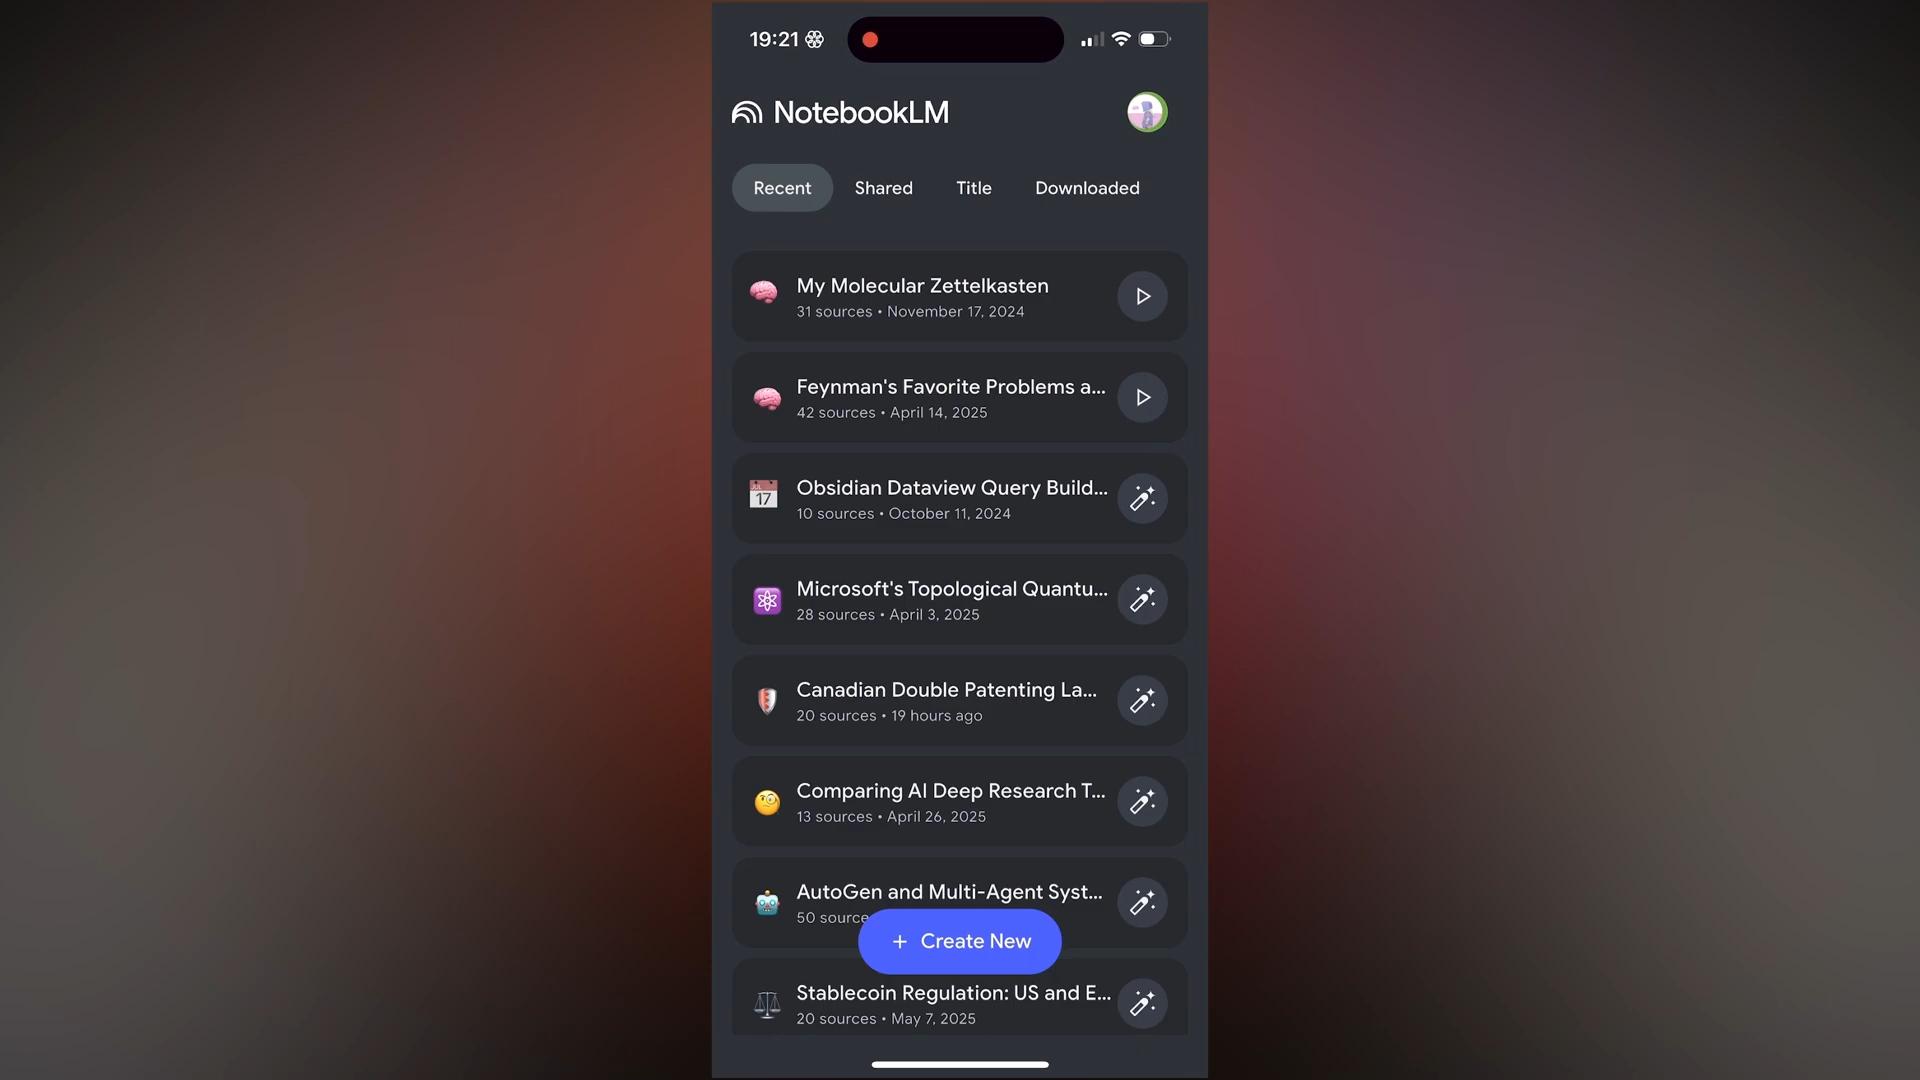 19:21
NotebookLM
Recent Shared Title Downloaded
My Molecular Zettelkasten
31 sources • November 17, 2024
Feynman's Favorite Problems a...
42 sources • April 14, 2025
JUL
17
Obsidian Dataview Query Build...
10 sources • October 11, 2024
Microsoft's Topological Quantu...
28 sources • April 3, 2025
Canadian Double Patenting La...
20 sources • 19 hours ago
Comparing AI Deep Research T...
13 sources • April 26, 2025
AutoGen and Multi-Agent Syst...
50 source
+ Create New
Stablecoin Regulation: US and E...
20 sources • May 7, 2025